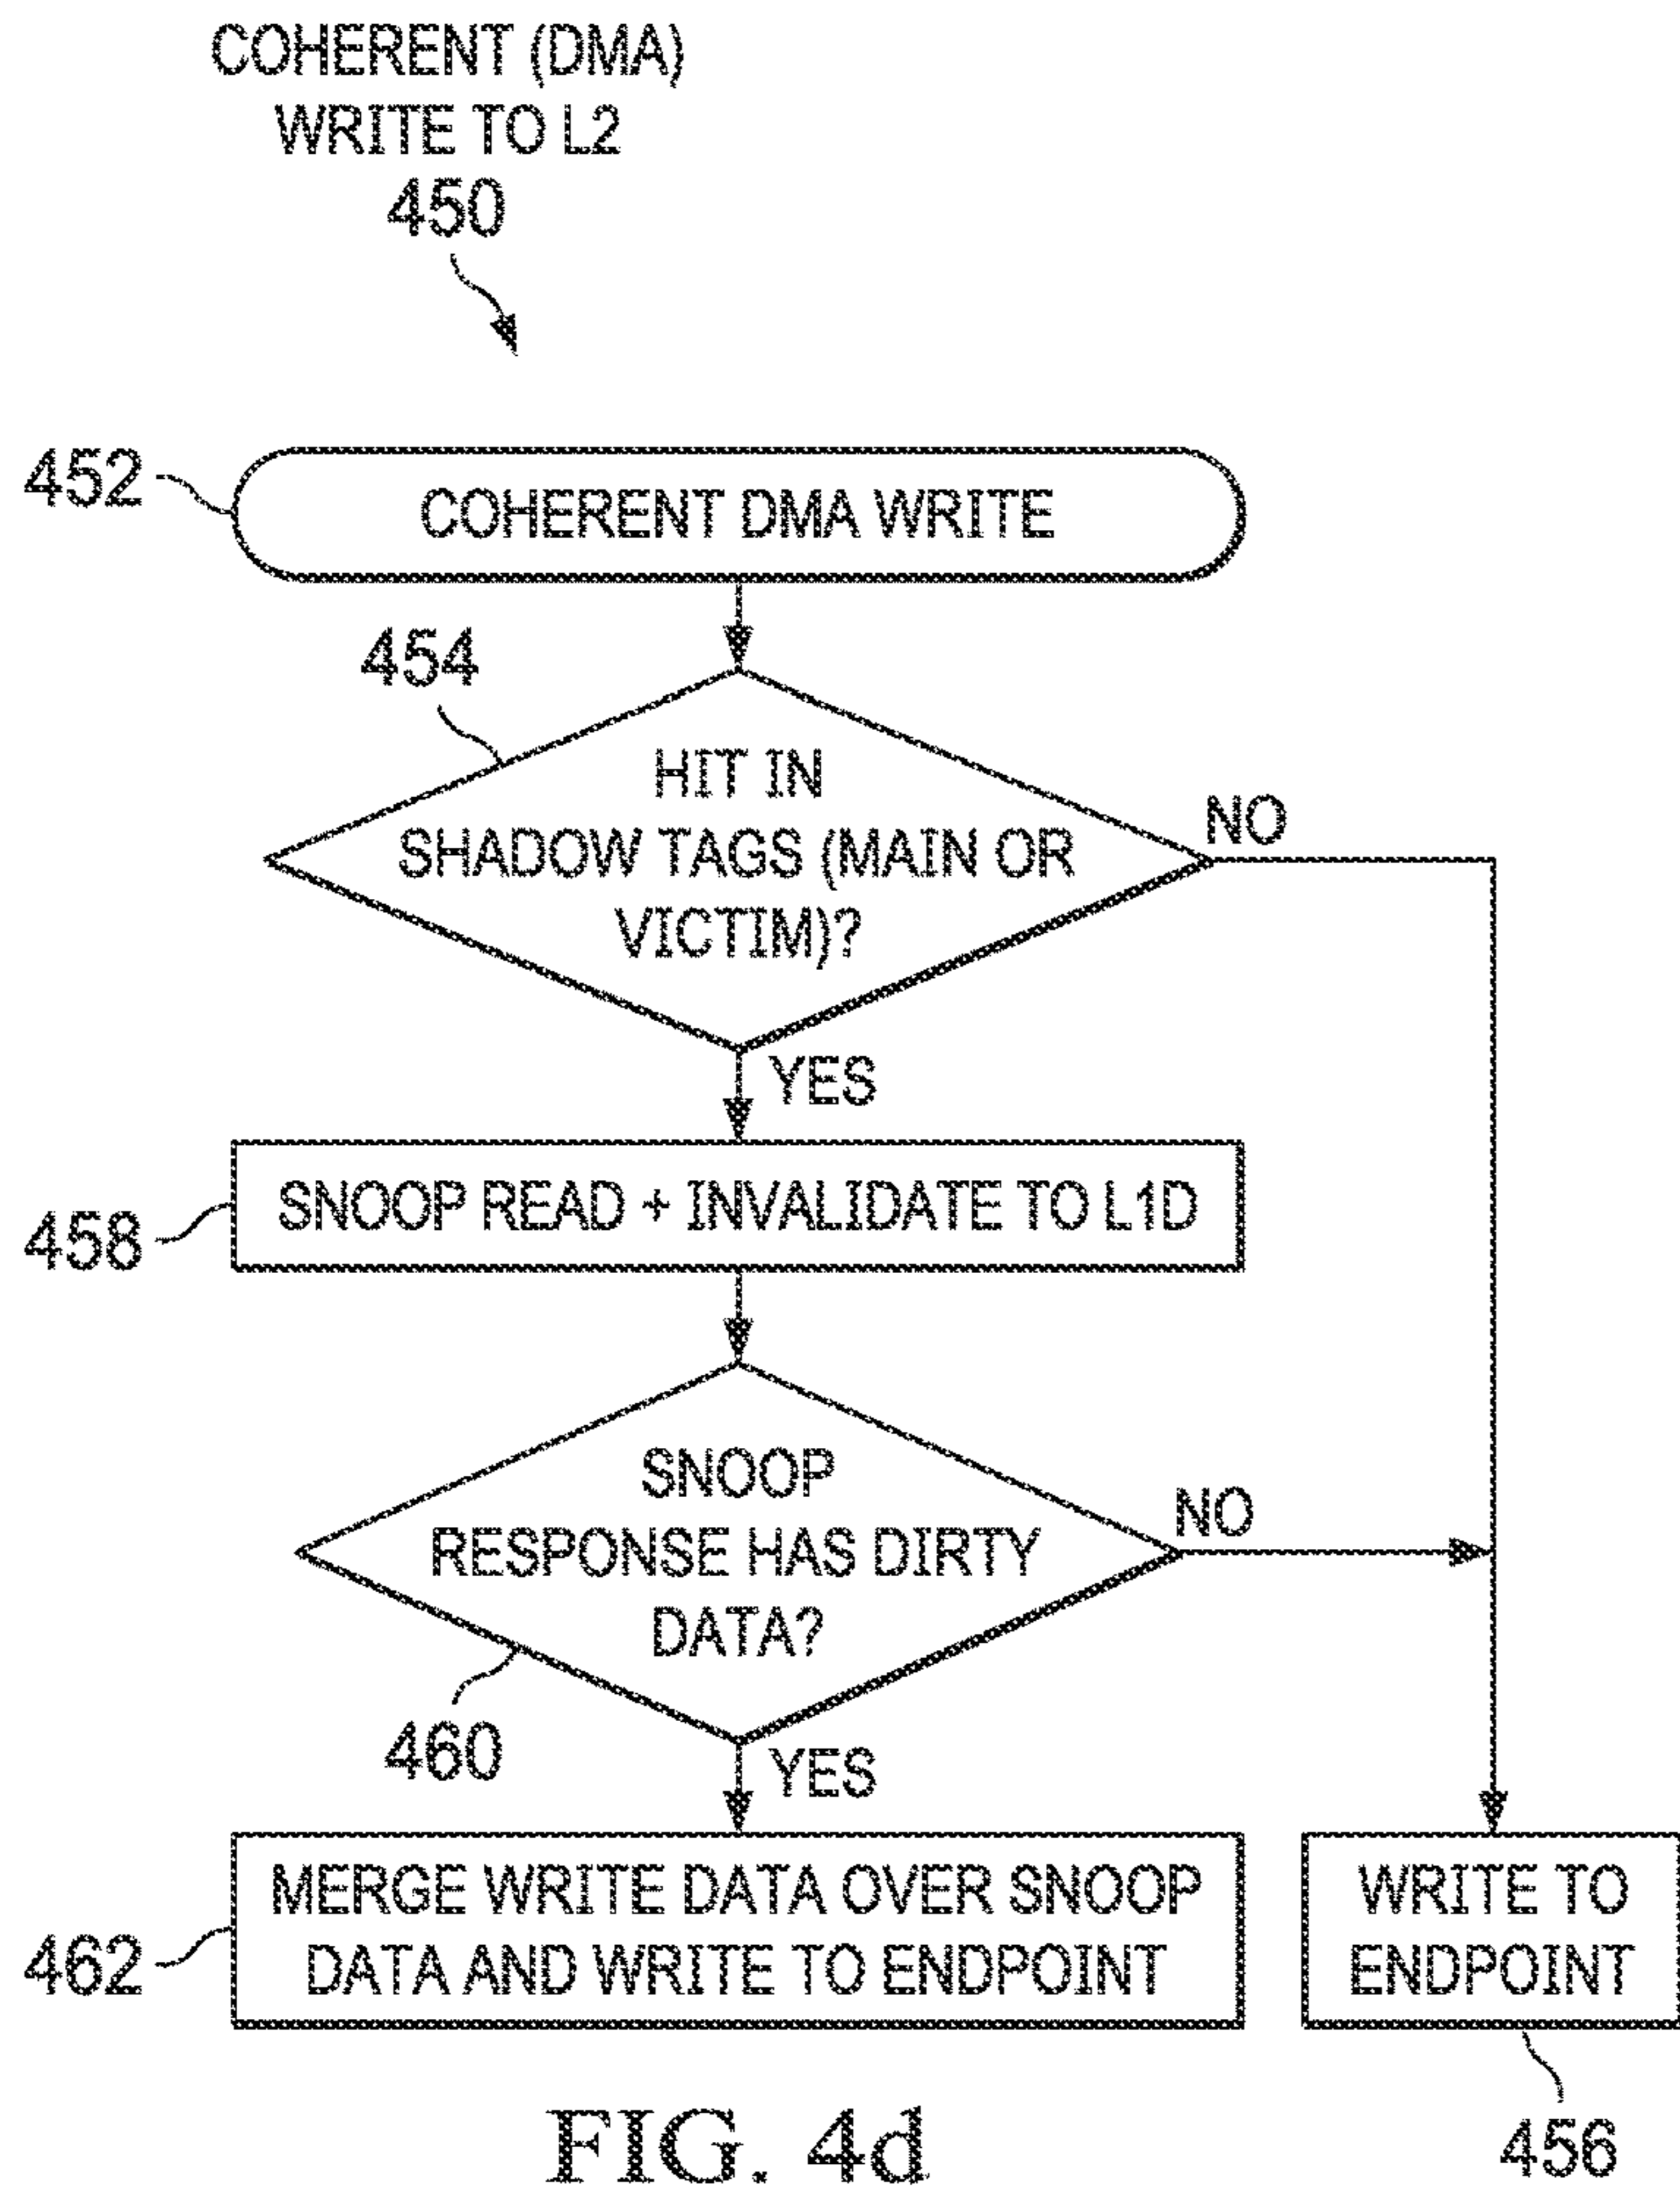 COHERENT (DMA)
WRITE TO L2
450
452
COHERENT DMA WRITE
454
HIT IN
SHADOW TAGS (MAIN OR
VICTIM)?
NO
YES
458
SNOOP READ + INVALIDATE TO L1D
SNOOP
RESPONSE HAS DIRTY
DATA?
NO
460
YES
462
MERGE WRITE DATA OVER SNOOP
DATA AND WRITE TO ENDPOINT
WRITE TO
ENDPOINT
456
FIG. 4d